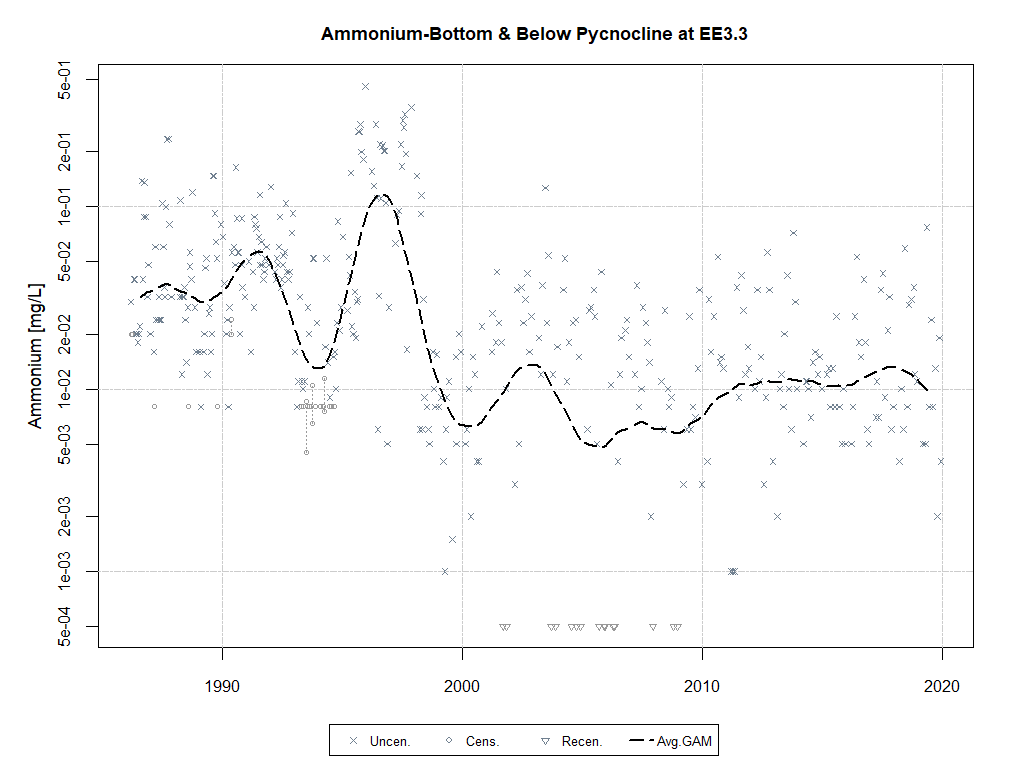 Ammonium-Bottom & Below Pycnocline at EE3.3
Ammonium [mg/L]
5e-01
2e-01
1e-01
5e-02
2e-02
1e-02
5e-03
2e-03
1e-03
5e-04
1990 2000 2010 2020
Uncen. Cens. Recen. Avg.GAM